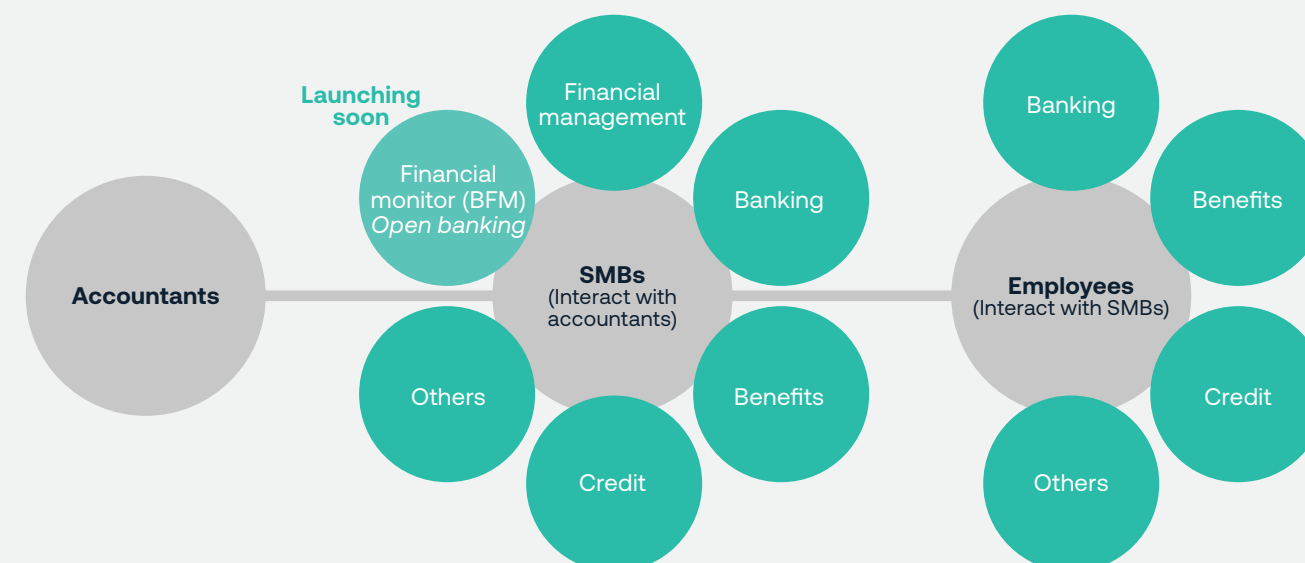 Launching
soon
Financial
management
Financial
monitor (BFM)
Open banking
Banking
Accountants
SMBs
(Interact with
accountants)
Others
Benefits
Credit
Banking
Benefits
Employees
(Interact with SMBs)
Credit
Others